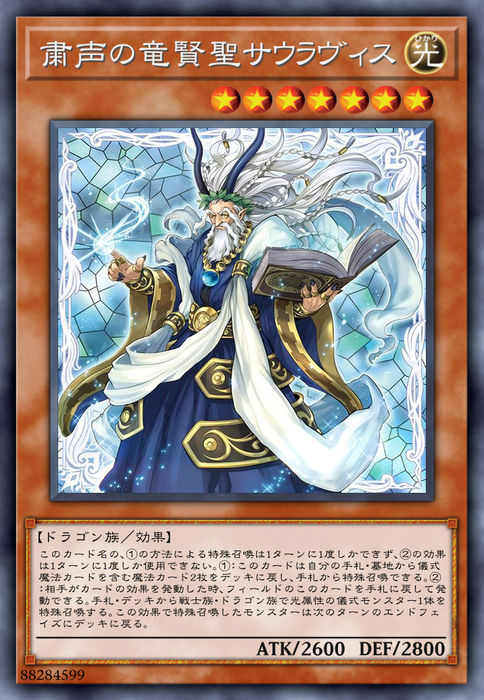 粛声の竜賢聖サウラヴィス
ひかり
光
【ドラゴン族／効果】
このカード名の、①の方法による特殊召喚は1ターンに1度しかできず、②の効果
は1ターンに1度しか使用できない。①：このカードは自分の手札・墓地から儀式
魔法カードを含む魔法カード2枚をデッキに戻し、手札から特殊召喚できる。②
：相手がカードの効果を発動した時、フィールドのこのカードを手札に戻して発
動できる。手札・デッキから戦士族・ドラゴン族で光属性の儀式モンスター1体を
特殊召喚する。この効果で特殊召喚したモンスターは次のターンのエンドフェ
イズにデッキに戻る。
ATK/2600 DEF/2800
88284599